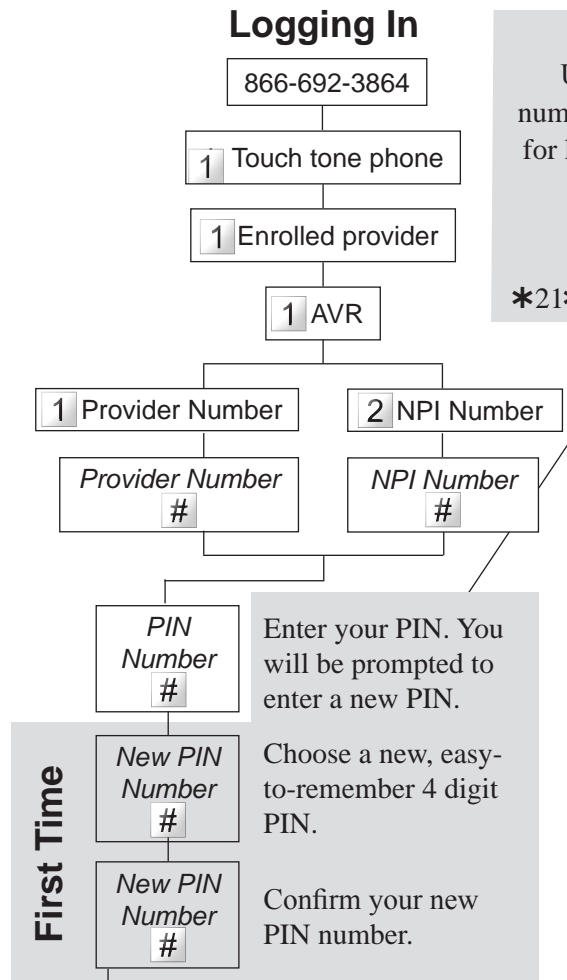 Logging In
866-692-3864
1 Touch tone phone
1 Enrolled provider
1 AVR
1 Provider Number
2 NPI Number
Provider Number
#
NPI Number
#
for
*21*
PIN
Number
#
Enter your PIN. You
will be prompted to
enter a new PIN.
First Time
New PIN
Number
#
Choose a new, easy-
to-remember 4 digit
PIN.
New PIN
Number
#
Confirm your new
PIN number.